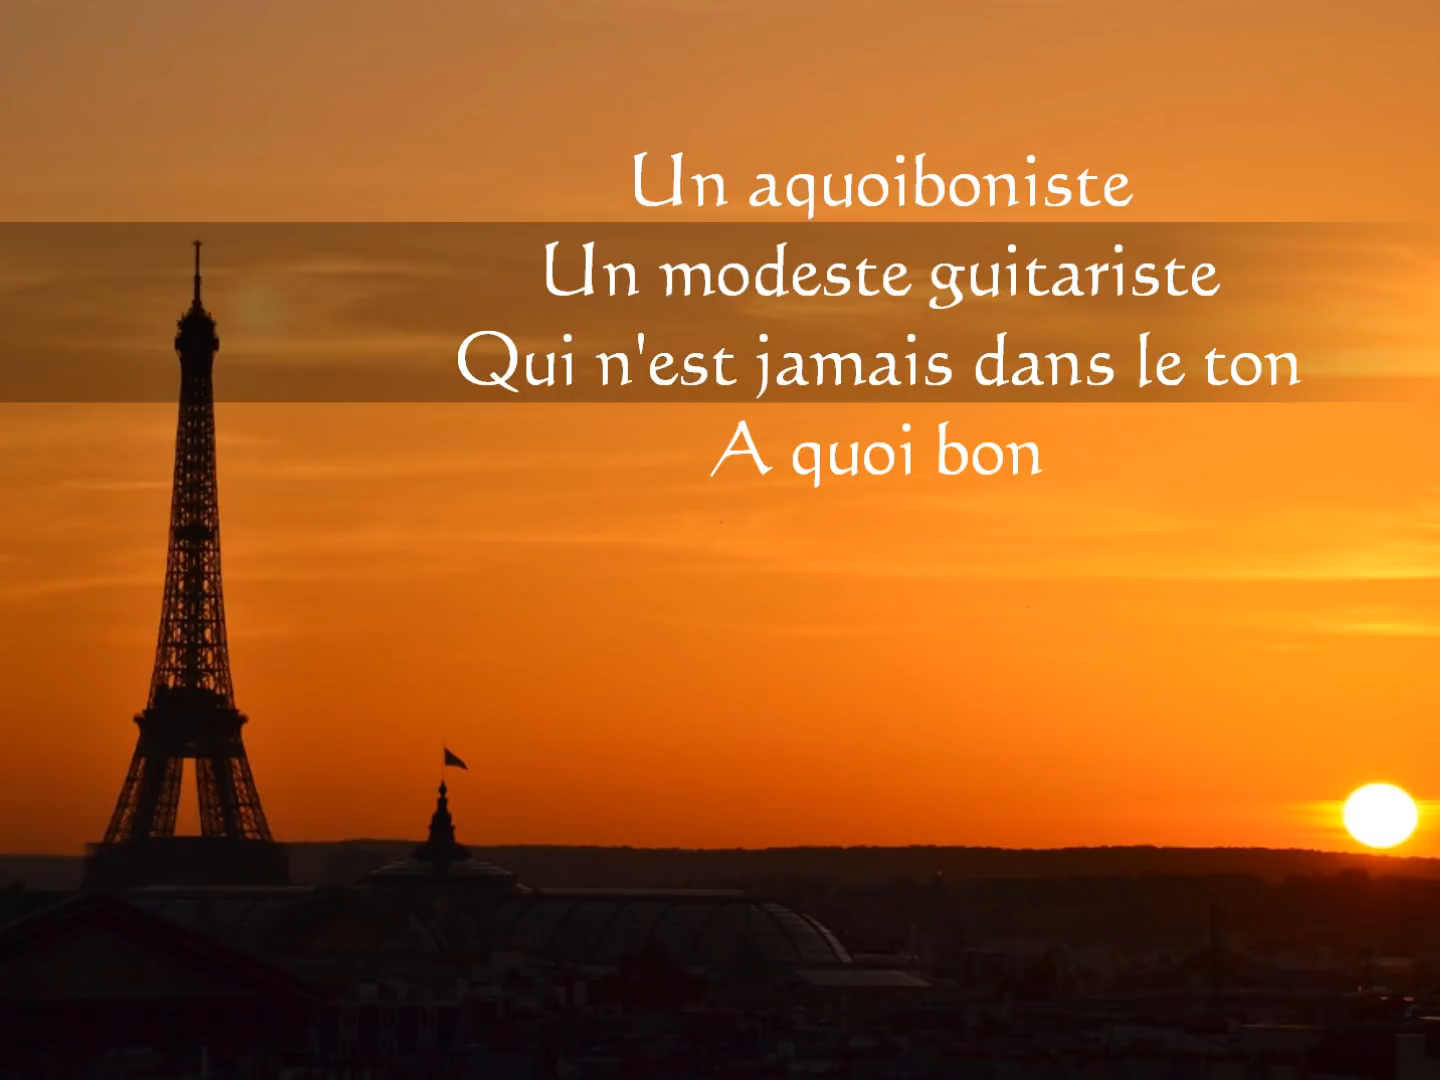 Un aquoiboniste
Un modeste guitariste
Qui n'est jamais dans le ton
A quoi bon